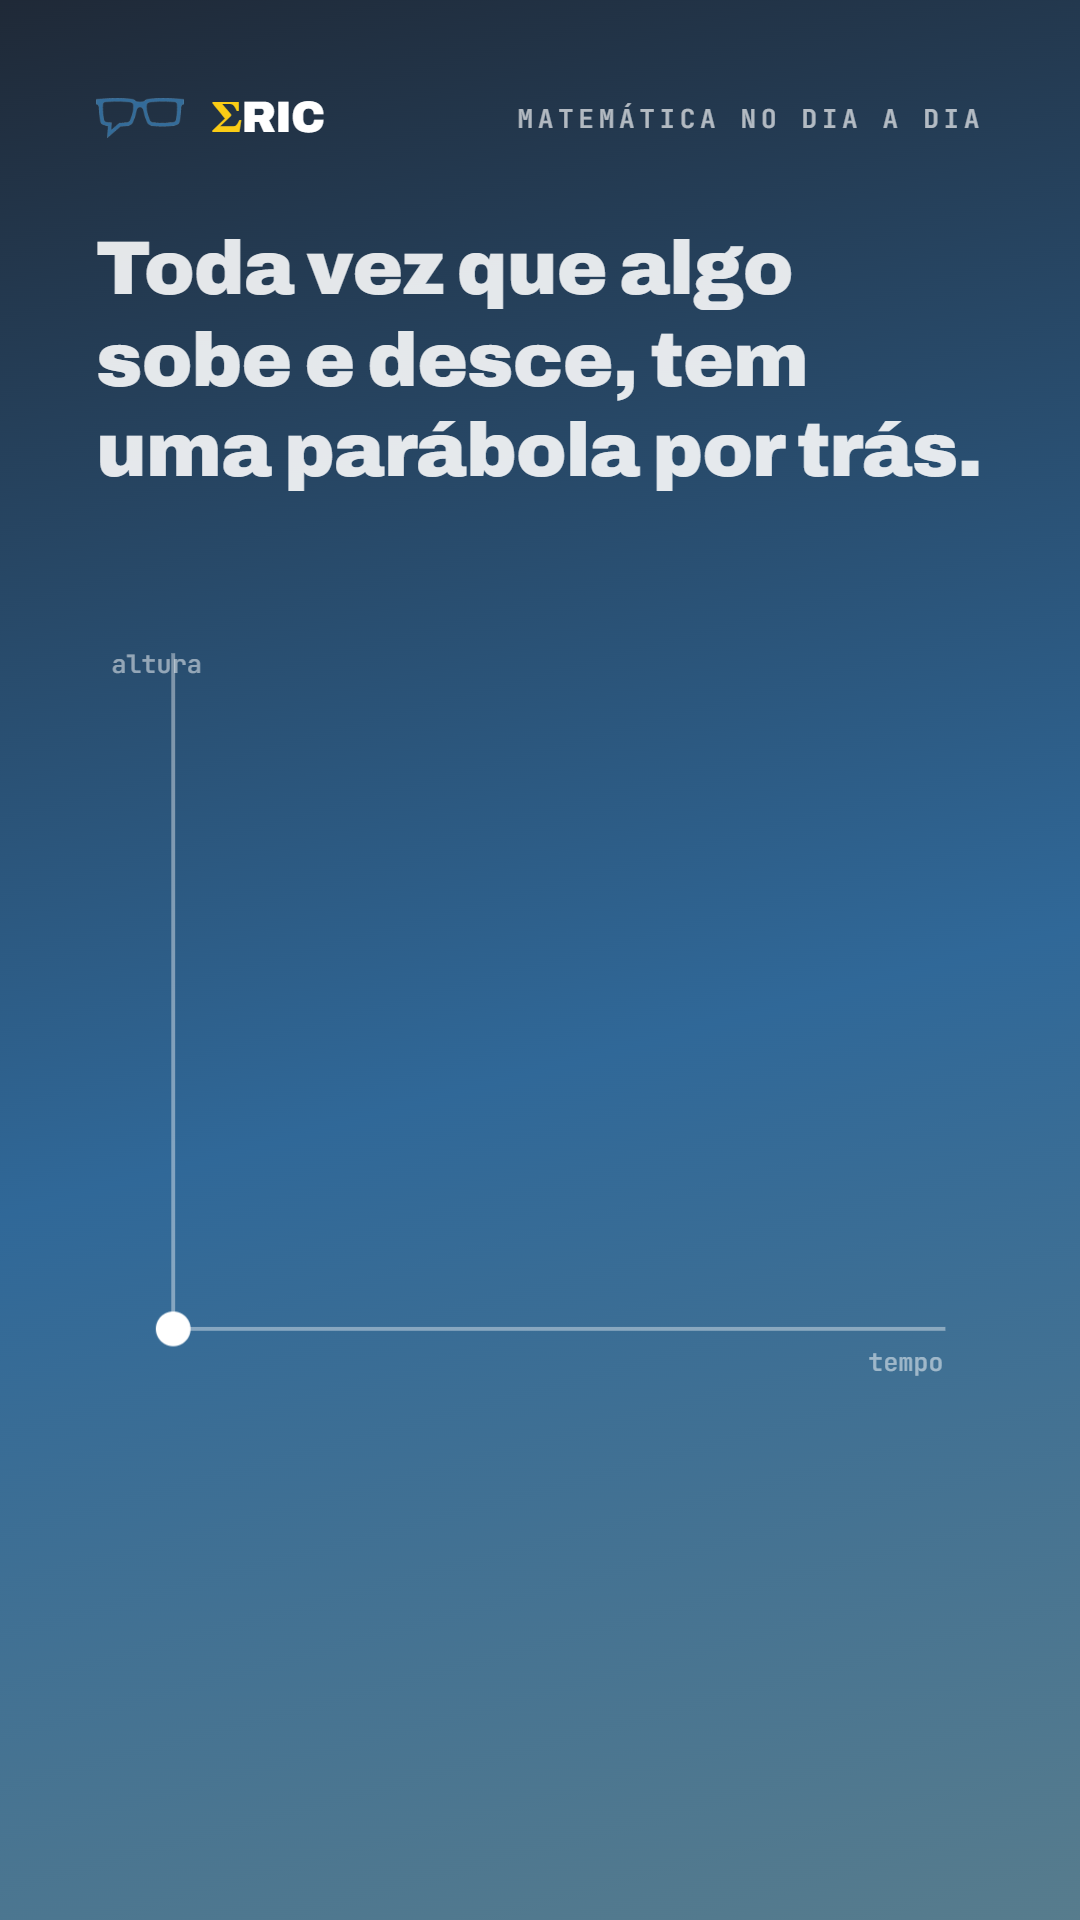 ΣRIC
MATEMÁTICA NO DIA A DIA
Toda vez que algo
sobe e desce, tem
uma parábola por trás.
altura
tempo